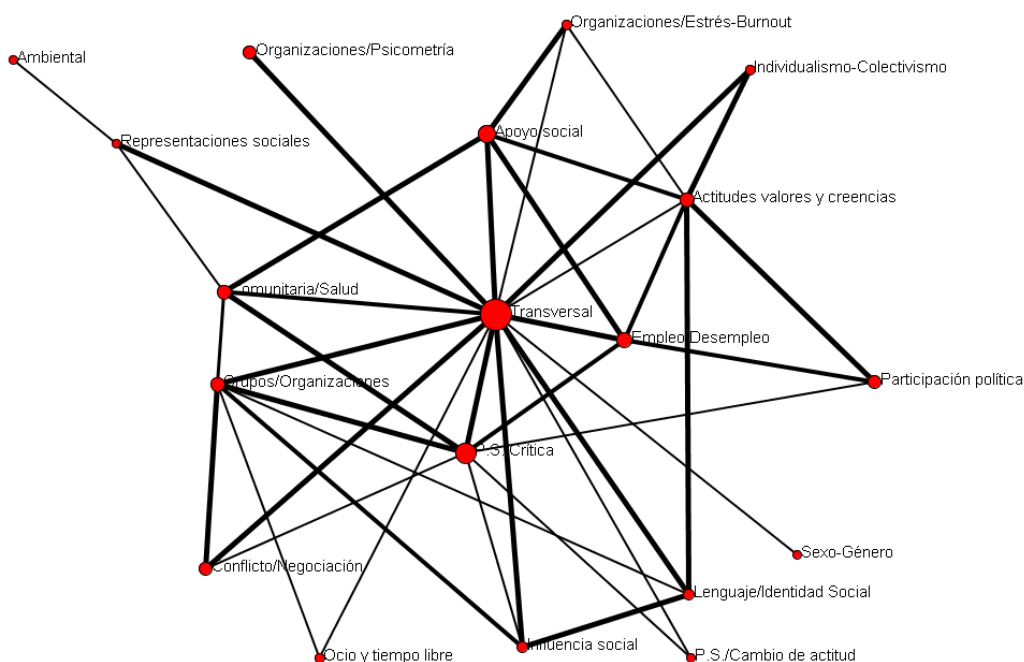 Organizaciones/Estrés-Burnout
Organizaciones/Psicometría
Ambiental
Individualismo-Colectivismo
Apoyo social
Representaciones sociales
Actitudes valores y creencias
Comunitaria/Salud
Transversal
Empleo Desempleo
Grupos/Organizaciones
Participación política
P.S. Crítica
Sexo-Género
Conflicto/Negociación
Lenguaje/Identidad Social
Influencia social
Ocio y tiempo libre
P.S./Cambio de actitud